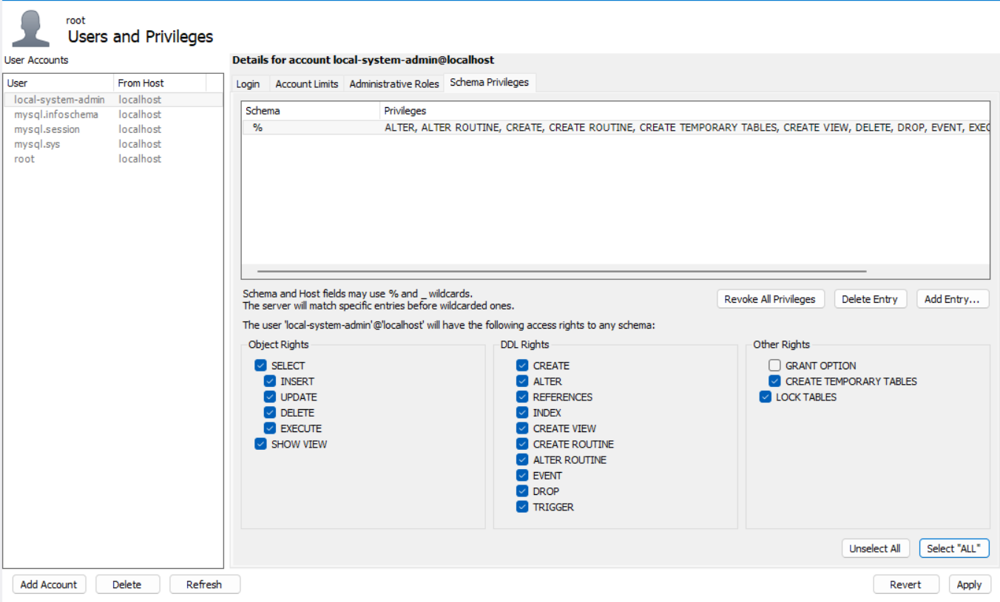 root
Users and Privileges
User Accounts
User From Host
local-system-admin localhost
mysql.infoschema localhost
mysql.session localhost
mysql.sys localhost
root localhost
Add Account Delete Refresh
Details for account local-system-admin@localhost
Login Account Limits Administrative Roles Schema Privileges
Schema Privileges
% ALTER, ALTER ROUTINE, CREATE, CREATE ROUTINE, CREATE TEMPORARY TABLES, CREATE VIEW, DELETE, DROP, EVENT, EXEC
Schema and Host fields may use % and _ wildcards.
The server will match specific entries before wildcarded ones.
Revoke All Privileges Delete Entry Add Entry...
The user 'local-system-admin'@'localhost' will have the following access rights to any schema:
Object Rights
SELECT
INSERT
UPDATE
DELETE
EXECUTE
SHOW VIEW
DDL Rights
CREATE
ALTER
REFERENCES
INDEX
CREATE VIEW
CREATE ROUTINE
ALTER ROUTINE
EVENT
DROP
TRIGGER
Other Rights
GRANT OPTION
CREATE TEMPORARY TABLES
LOCK TABLES
Unselect All Select "ALL"
Revert Apply